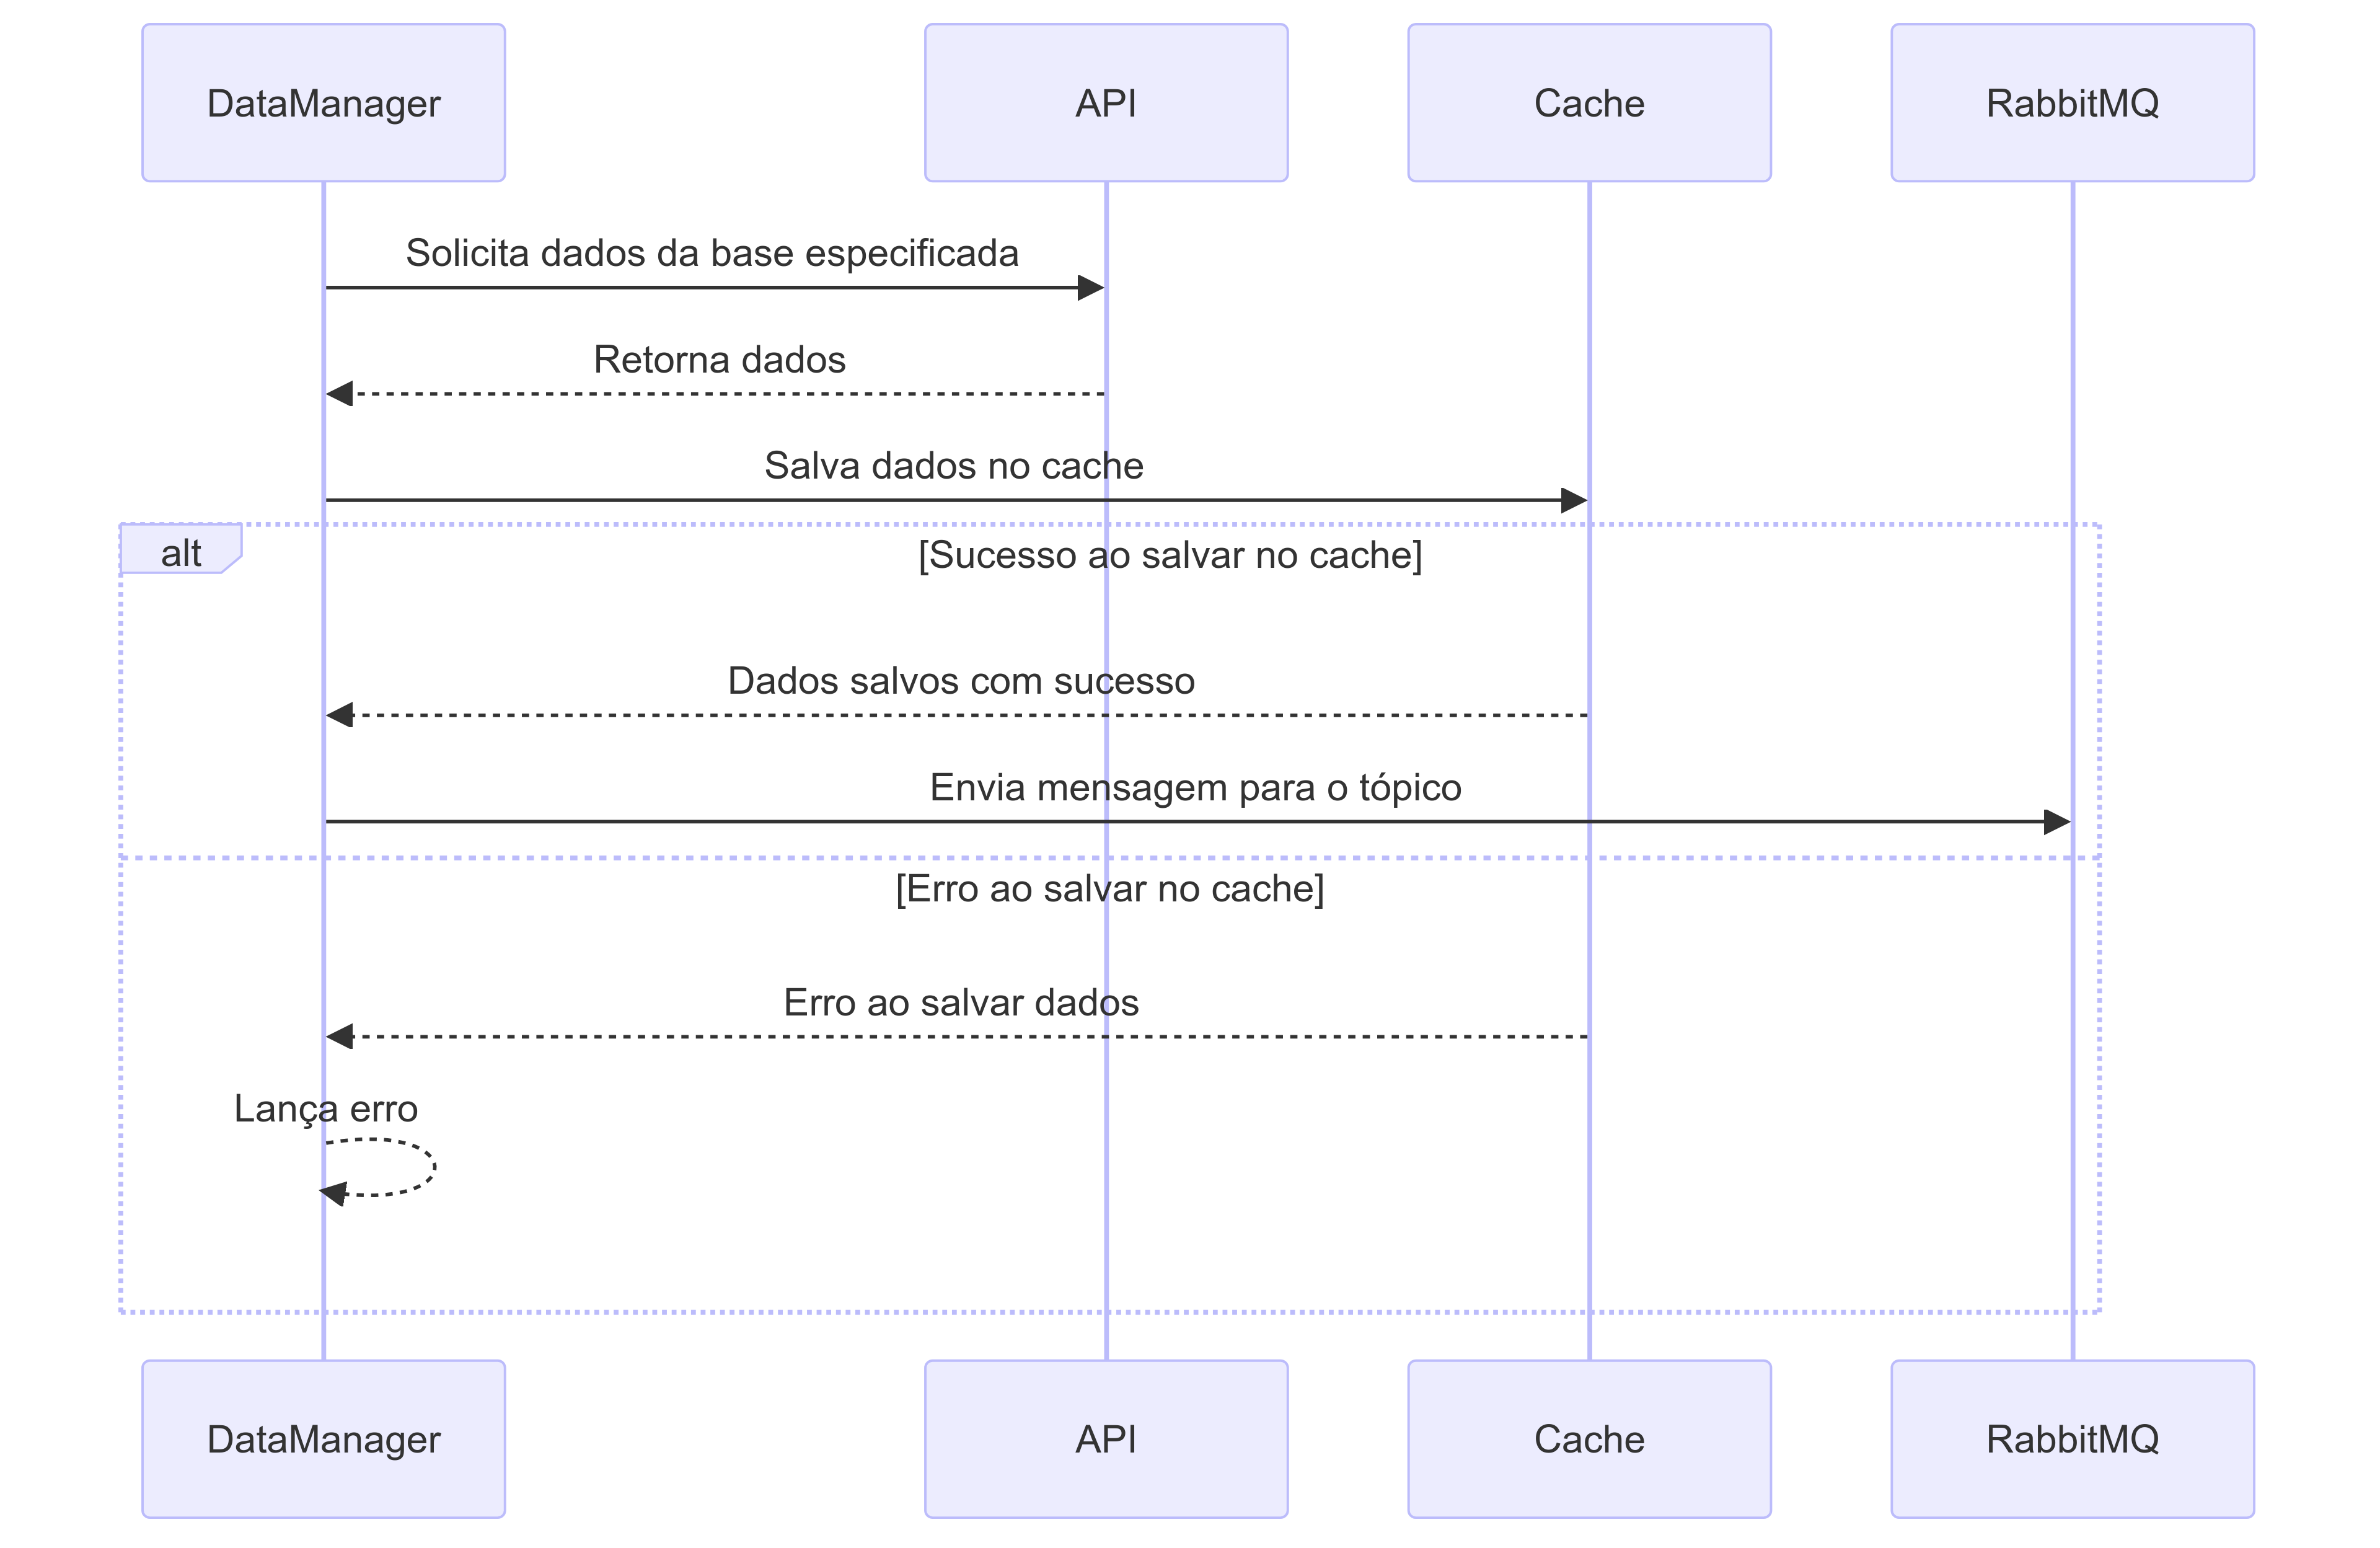 DataManager
API
Cache
RabbitMQ
Solicita dados da base especificada
Retorna dados
Salva dados no cache
alt
[Sucesso ao salvar no cache]
Dados salvos com sucesso
Envia mensagem para o tópico
[Erro ao salvar no cache]
Erro ao salvar dados
Lança erro
DataManager
API
Cache
RabbitMQ